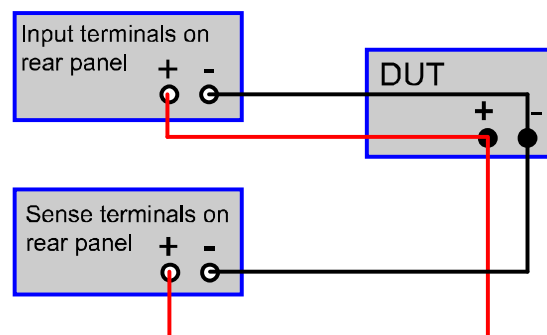 Input terminals on
rear panel
+ -
DUT
+ -
Sense terminals on
rear panel
+ -